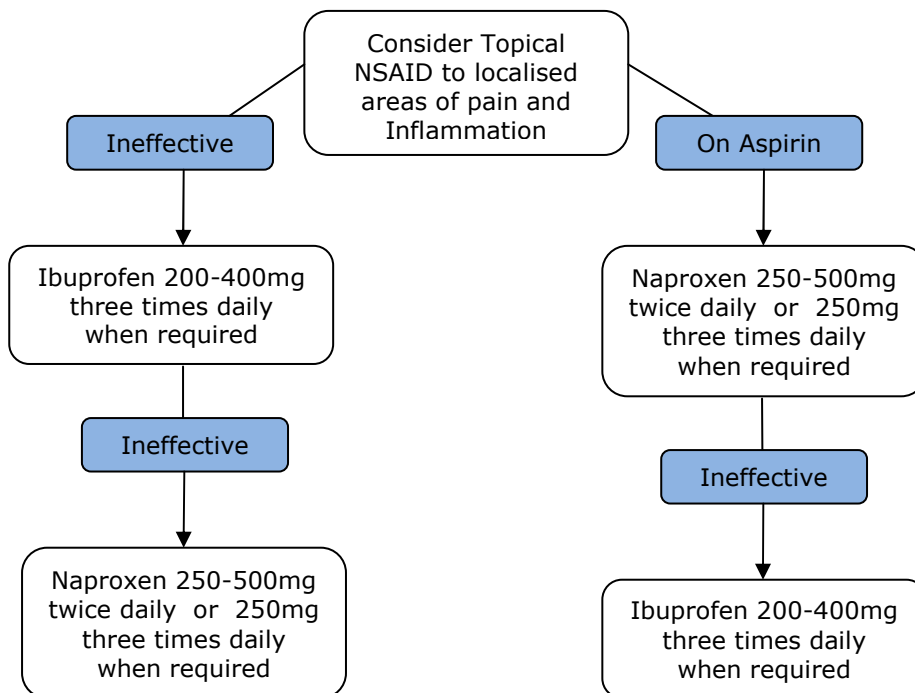 Consider Topical
NSAID to localised
areas of pain and
Inflammation
Ineffective
On Aspirin
Ibuprofen 200-400mg
three times daily
when required
Naproxen 250-500mg
twice daily or 250mg
three times daily
when required
Ineffective
Ineffective
Naproxen 250-500mg
twice daily or 250mg
three times daily
when required
Ibuprofen 200-400mg
three times daily
when required